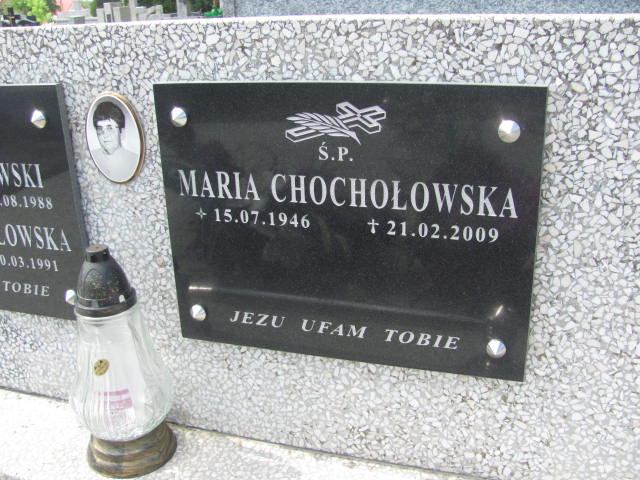 WSKI
.08.1988
ŁOWSKA
0.03.1991
TOBIE
Ś.P.
MARIA CHOCHOŁOWSKA
15.07.1946 21.02.2009
JEZU UFAM TOBIE